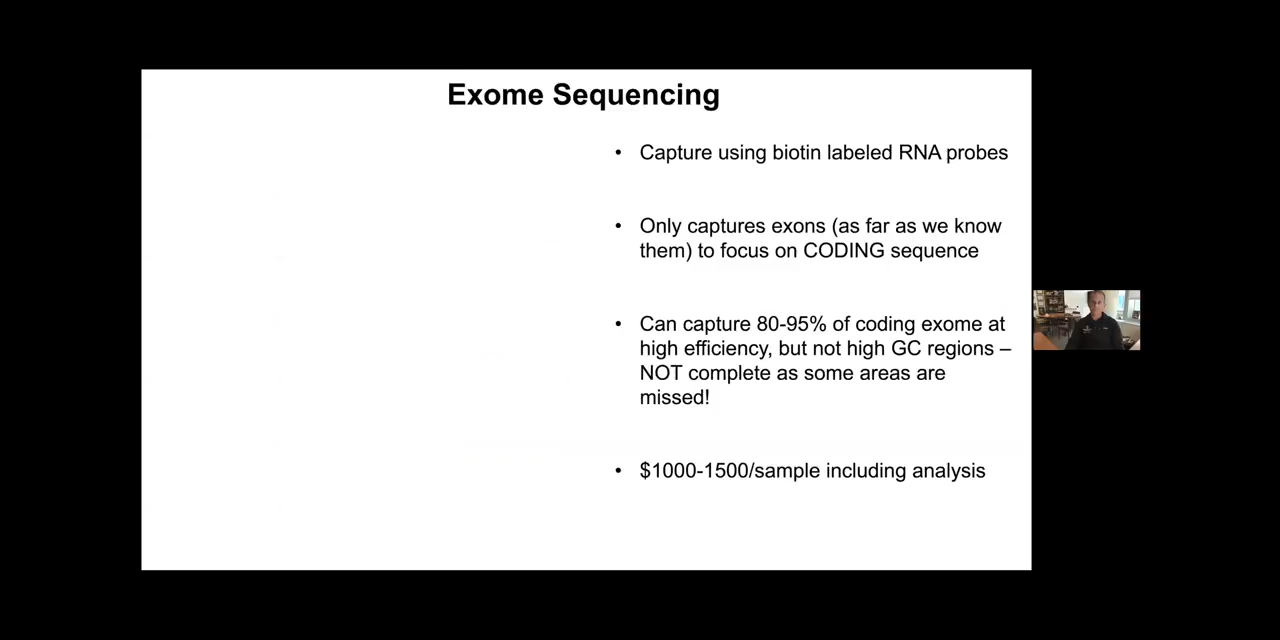 Exome Sequencing
• Capture using biotin labeled RNA probes
• Only captures exons (as far as we know
them) to focus on CODING sequence
• Can capture 80-95% of coding exome at
high efficiency, but not high GC regions –
NOT complete as some areas are
missed!
• $1000-1500/sample including analysis